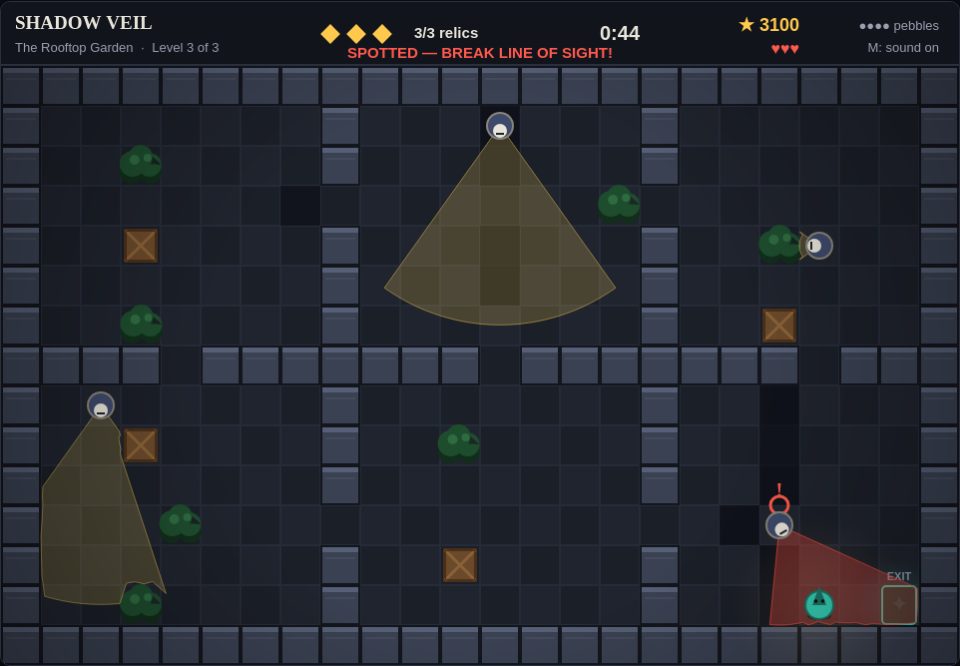 SHADOW VEIL
The Rooftop Garden · Level 3 of 3
3/3 relics
0:44
SPOTTED — BREAK LINE OF SIGHT!
★ 3100
♥♥♥
●●●● pebbles
M: sound on
!
EXIT